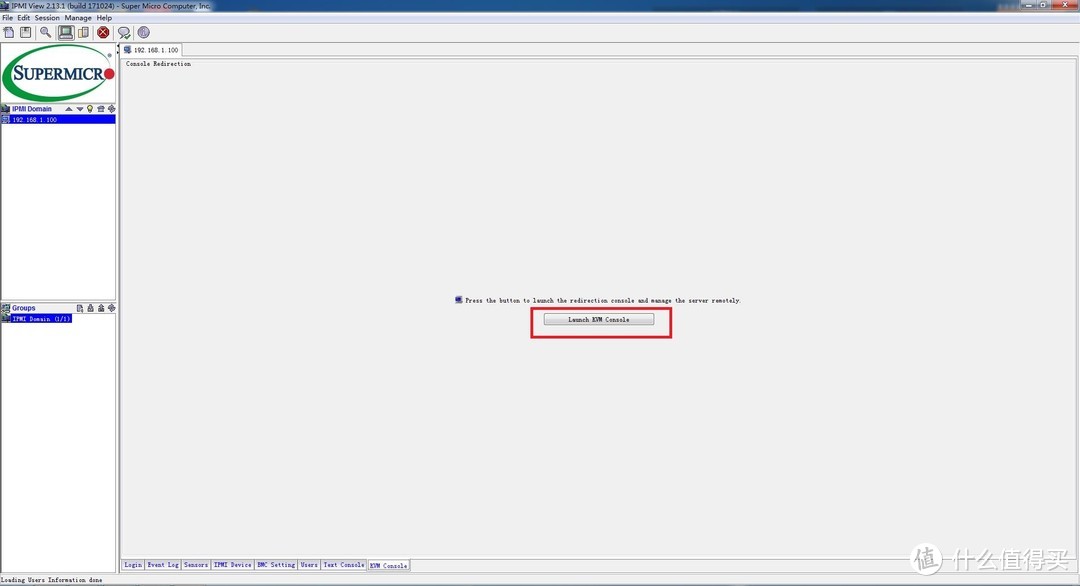 IPMI View 2.13.1 (build 171024) - Super Micro Computer, Inc.
File Edit Session Manage Help
192.168.1.100
SUPERMICRO
Console Redirection
IPMI Domain
192.168.1.100
Press the button to launch the redirection console and manage the server remotely.
Launch KVM Console
Groups
IPMI Domain (1/1)
Login Event Log Sensors IPMI Device BMC Setting Users Text Console KVM Console
Loading Users Information done
值 什么值得买